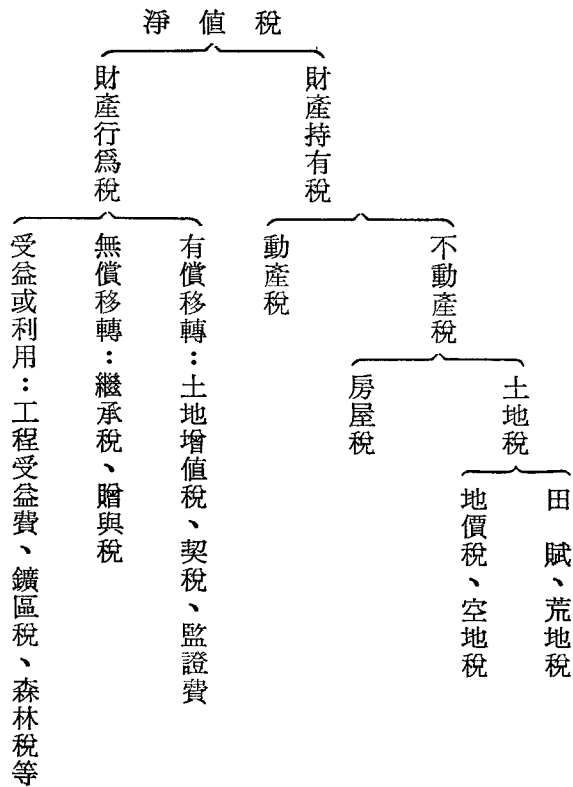 淨值稅
財產持有稅
不動產稅
土地稅
田賦、荒地稅
地價稅、空地稅
房屋稅
動產稅
財產行爲稅
有償移轉：土地增值稅、契稅、監證費
無償移轉：繼承稅、贈與稅
受益或利用：工程受益費、鑛區稅、森林稅等